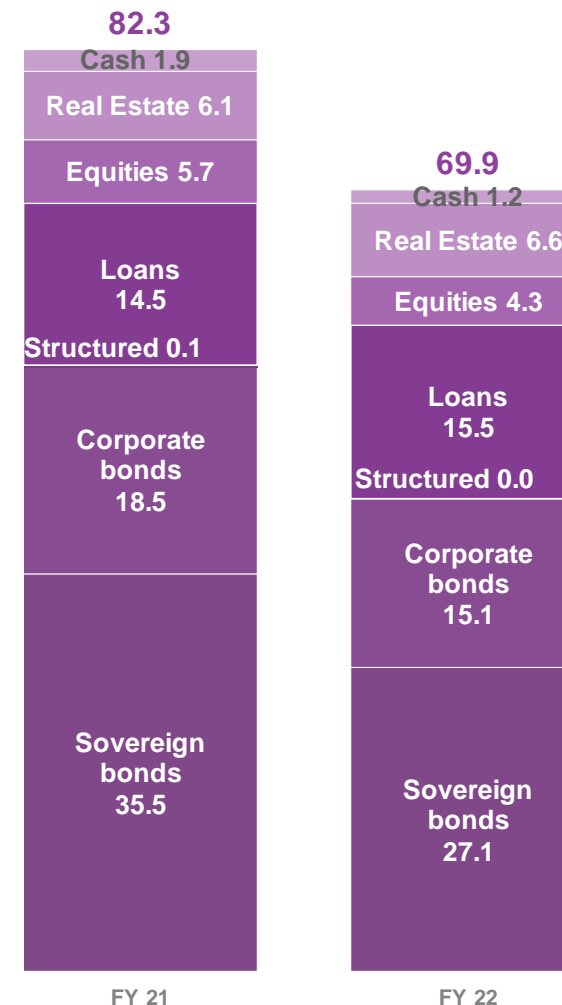 82.3
Cash 1.9
Real Estate 6.1
Equities 5.7
Loans
14.5
Structured 0.1
Corporate
bonds
18.5
Sovereign
bonds
35.5
FY 21
69.9
Cash 1.2
Real Estate 6.6
Equities 4.3
Loans
15.5
Structured 0.0
Corporate
bonds
15.1
Sovereign
bonds
27.1
FY 22